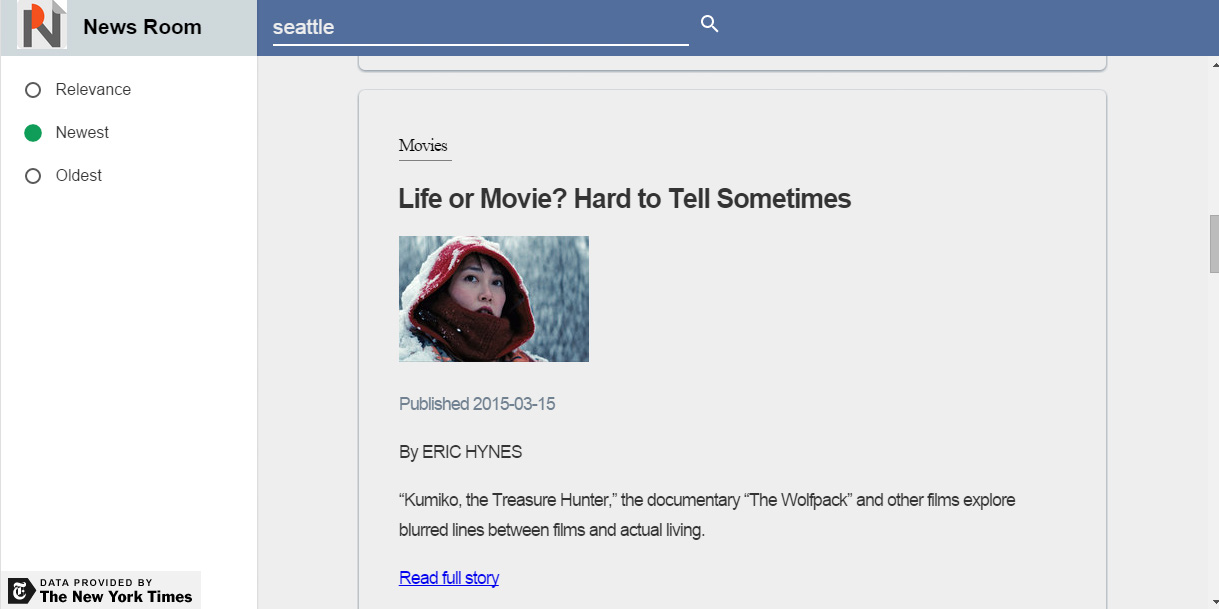 News Room
seattle
Relevance
Newest
Oldest
Movies
Life or Movie? Hard to Tell Sometimes
Published 2015-03-15
By ERIC HYNES
“Kumiko, the Treasure Hunter,” the documentary “The Wolfpack” and other films explore
blurred lines between films and actual living.
Read full story
DATA PROVIDED BY
The New York Times